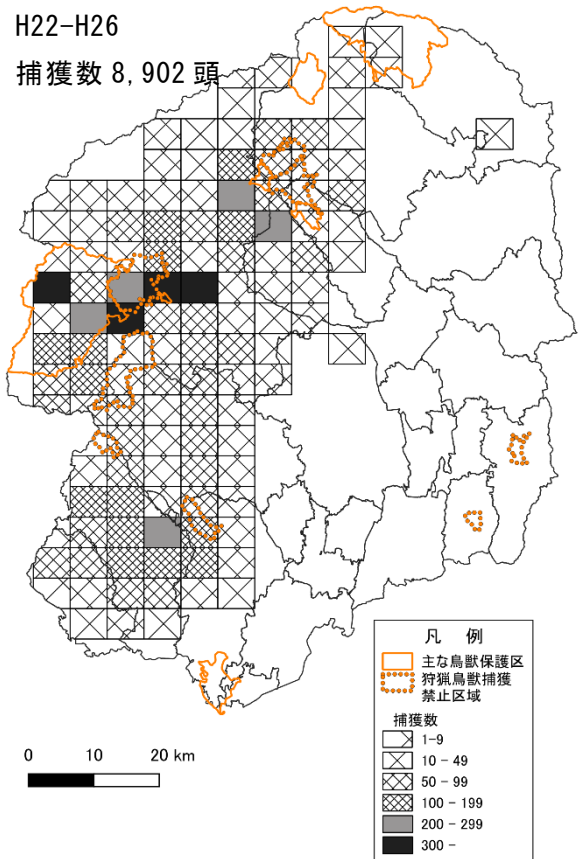 H22-H26
捕獲数 8,902 頭
0 10 20 km
凡 例
主な鳥獣保護区
狩猟鳥獣捕獲
禁止区域
捕獲数
1-9
10 - 49
50 - 99
100 - 199
200 - 299
300 -